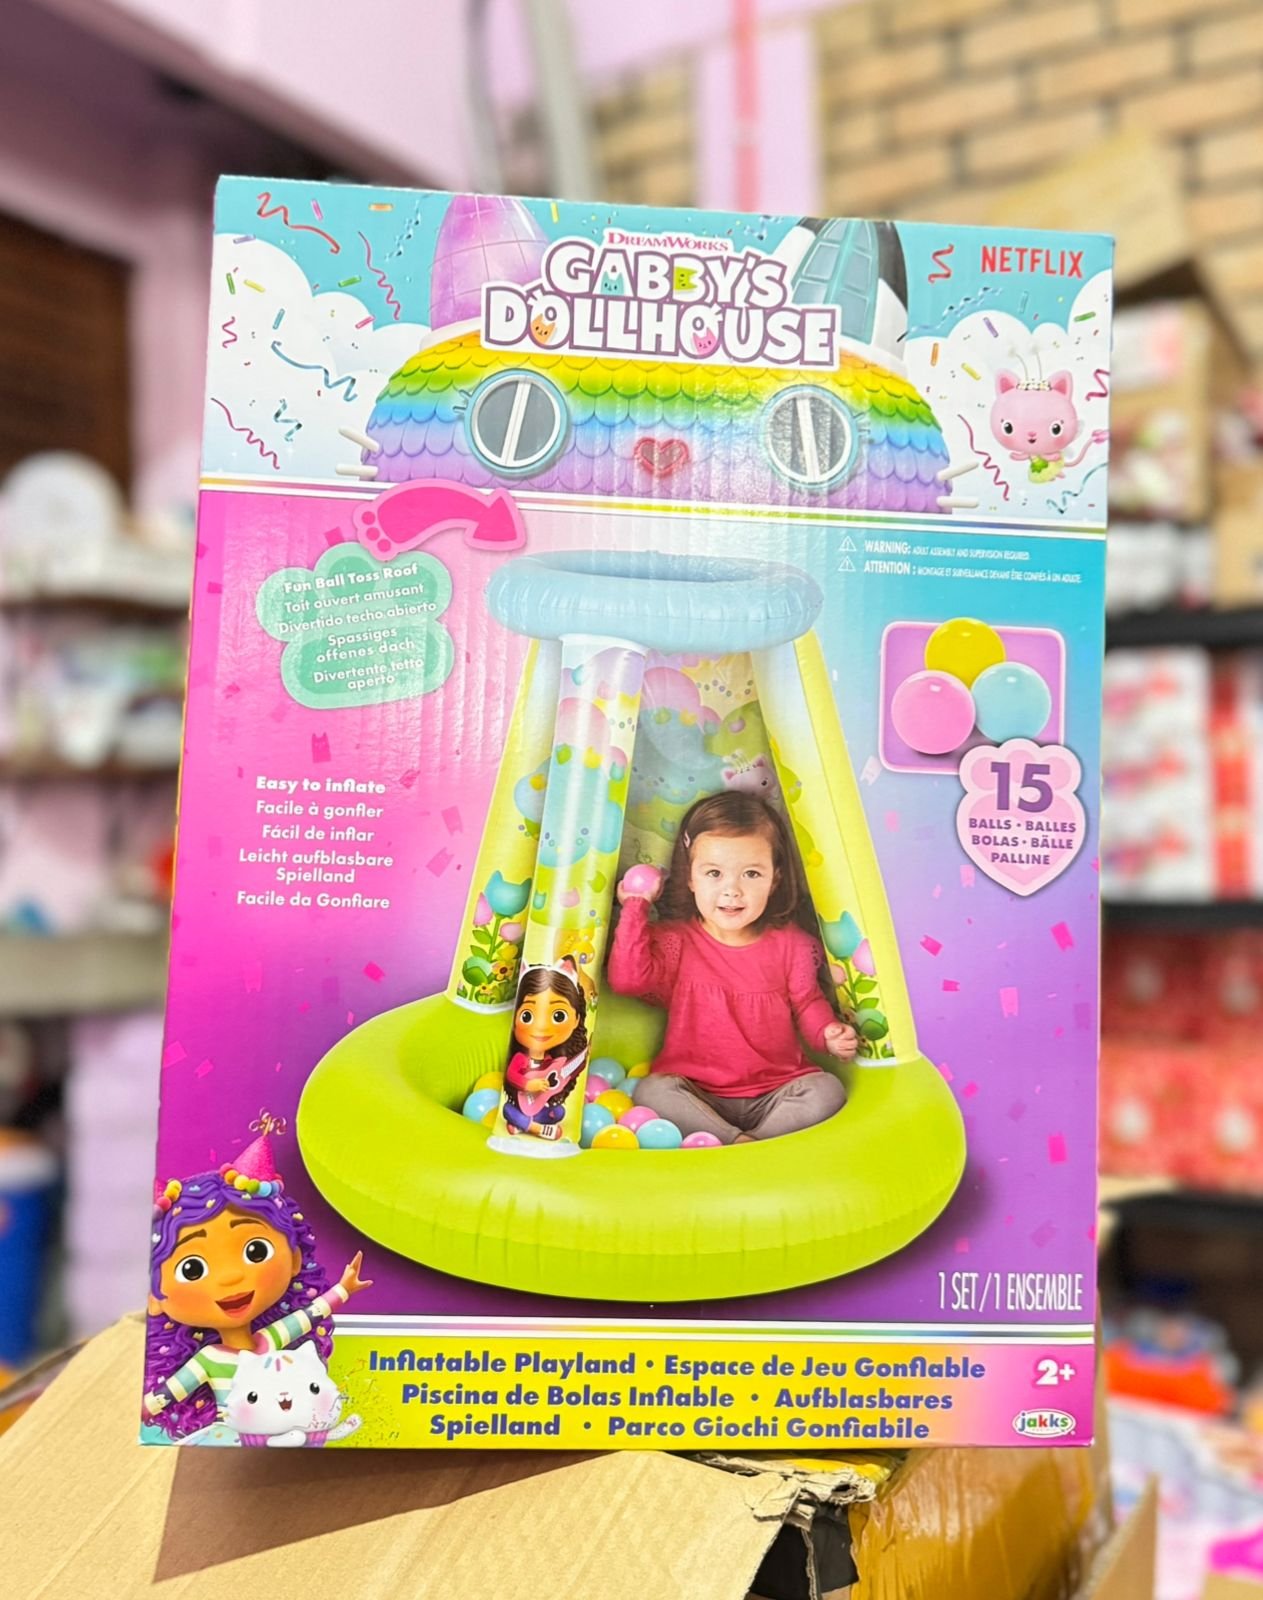 DREAMWORKS
GABBY'S
DOLLHOUSE
NETFLIX
WARNING: ADULT ASSEMBLY AND SUPERVISION REQUIRED.
ATTENTION : MONTAGE ET SURVEILLANCE DEVANT ÊTRE CONFIÉS À UN ADULTE.
Fun Ball Toss Roof
Toit ouvert amusant
Divertido techo abierto
Spassiges
offenes dach
Divertente tetto
aperto
15
BALLS • BALLES
BOLAS • BÄLLE
PALLINE
Easy to inflate
Facile à gonfler
Fácil de inflar
Leicht aufblasbare
Spielland
Facile da Gonfiare
1 SET / 1 ENSEMBLE
Inflatable Playland • Espace de Jeu Gonflable
Piscina de Bolas Inflable • Aufblasbares
Spielland • Parco Giochi Gonfiabile
2+
jakks